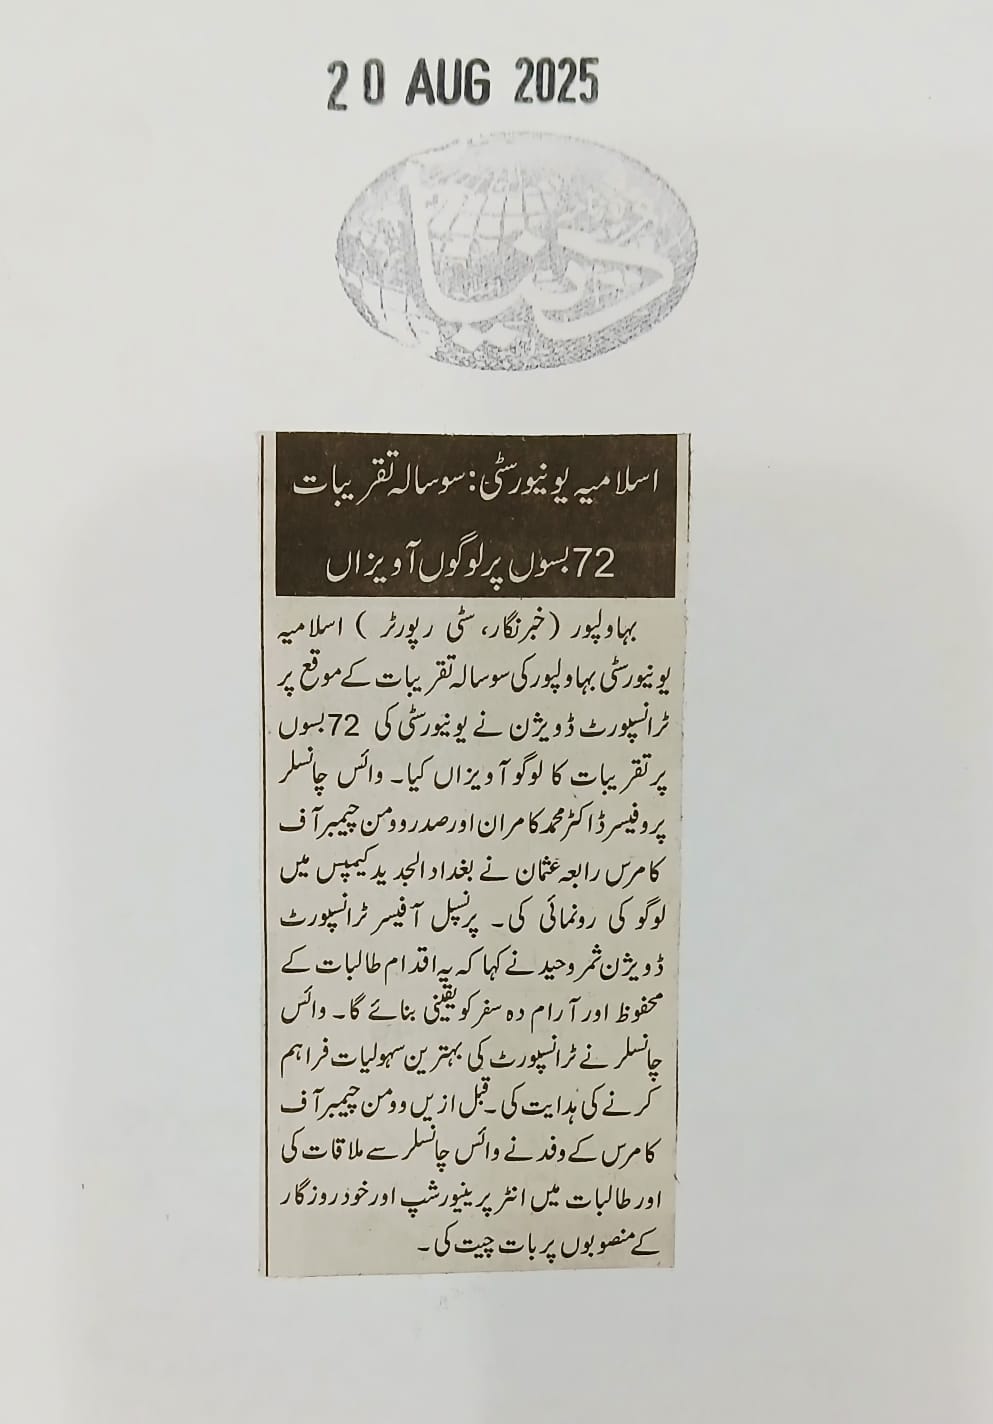 20 AUG 2025
دنیا
اسلامیہ یونیورسٹی: سوسالہ تقریبات
72 بسوں پر لوگوں آویزاں
بہاولپور (خبرنگار، سٹی رپورٹر) اسلامیہ
یونیورسٹی بہاولپور کی سوسالہ تقریبات کے موقع پر
ٹرانسپورٹ ڈویژن نے یونیورسٹی کی 72 بسوں
پر تقریبات کا لوگو آویزاں کیا۔ وائس چانسلر
پروفیسر ڈاکٹر محمد کامران اور صدر وومن چیمبر آف
کامرس رابعہ عثمان نے بغداد الجدید کیمپس میں
لوگو کی رونمائی کی۔ پرنسپل آفیسر ٹرانسپورٹ
ڈویژن ثمر وحید نے کہا کہ یہ اقدام طالبات کے
محفوظ اور آرام دہ سفر کو یقینی بنائے گا۔ وائس
چانسلر نے ٹرانسپورٹ کی بہترین سہولیات فراہم
کرنے کی ہدایت کی۔ قبل ازیں وومن چیمبر آف
کامرس کے وفد نے وائس چانسلر سے ملاقات کی
اور طالبات میں انٹرپرینیورشپ اور خود روزگار
کے منصوبوں پر بات چیت کی۔